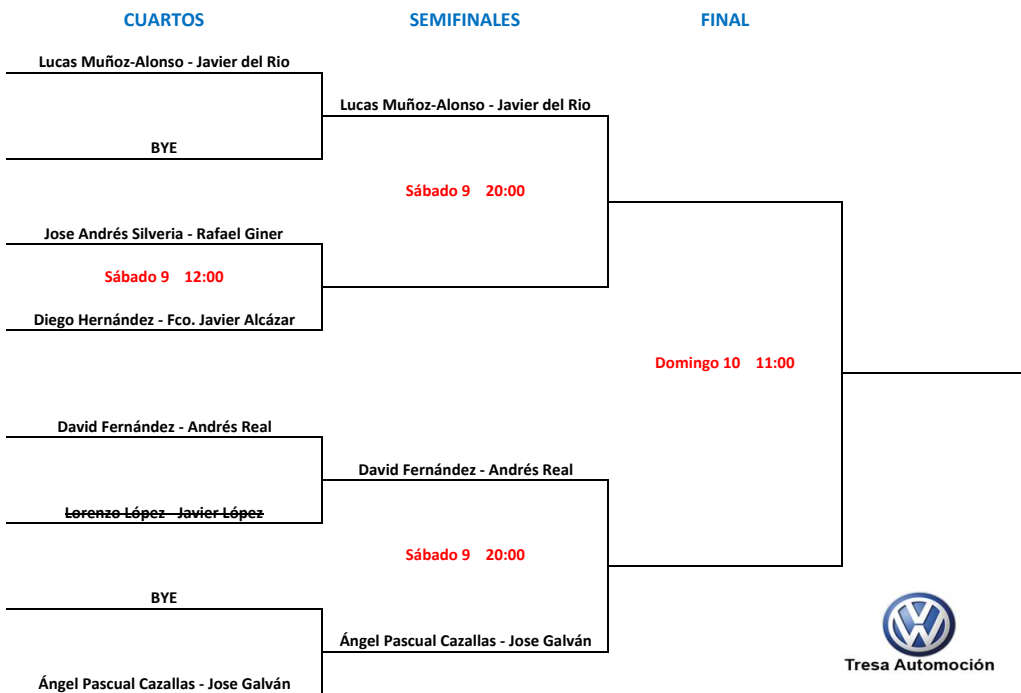 CUARTOS SEMIFINALES FINAL
Lucas Muñoz-Alonso - Javier del Rio
Lucas Muñoz-Alonso - Javier del Rio
BYE
Sábado 9 20:00
Jose Andrés Silveria - Rafael Giner
Sábado 9 12:00
Diego Hernández - Fco. Javier Alcázar
Domingo 10 11:00
David Fernández - Andrés Real
David Fernández - Andrés Real
Lorenzo López - Javier López
Sábado 9 20:00
BYE
Ángel Pascual Cazallas - Jose Galván
Ángel Pascual Cazallas - Jose Galván
Tresa Automoción